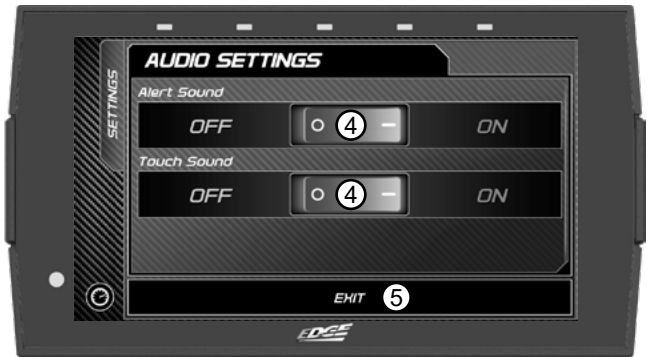 SETTINGS
AUDIO SETTINGS
Alert Sound
OFF 4 ON
Touch Sound
OFF 4 ON
EXIT 5
EDGE